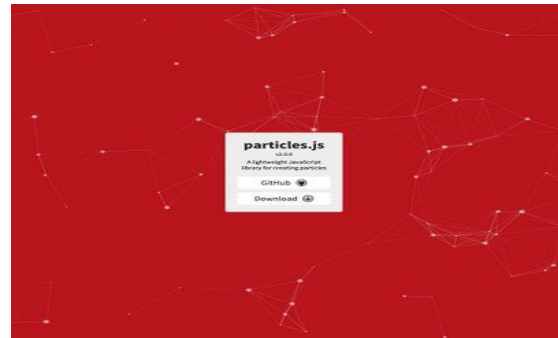 particles.js
v2.0.0
A lightweight JavaScript
library for creating particles
GitHub
Download